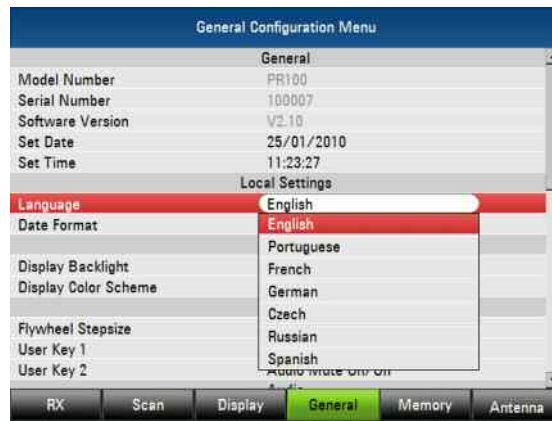 General Configuration Menu
General
Model Number PR100
Serial Number 100007
Software Version V2.10
Set Date 25/01/2010
Set Time 11:23:27
Local Settings
Language English
Date Format English
Portuguese
Display Backlight French
Display Color Scheme German
Czech
Flywheel Stepsize Russian
User Key 1 Spanish
User Key 2 Audio Mute On/Off
RX Scan Display General Memory Antenna